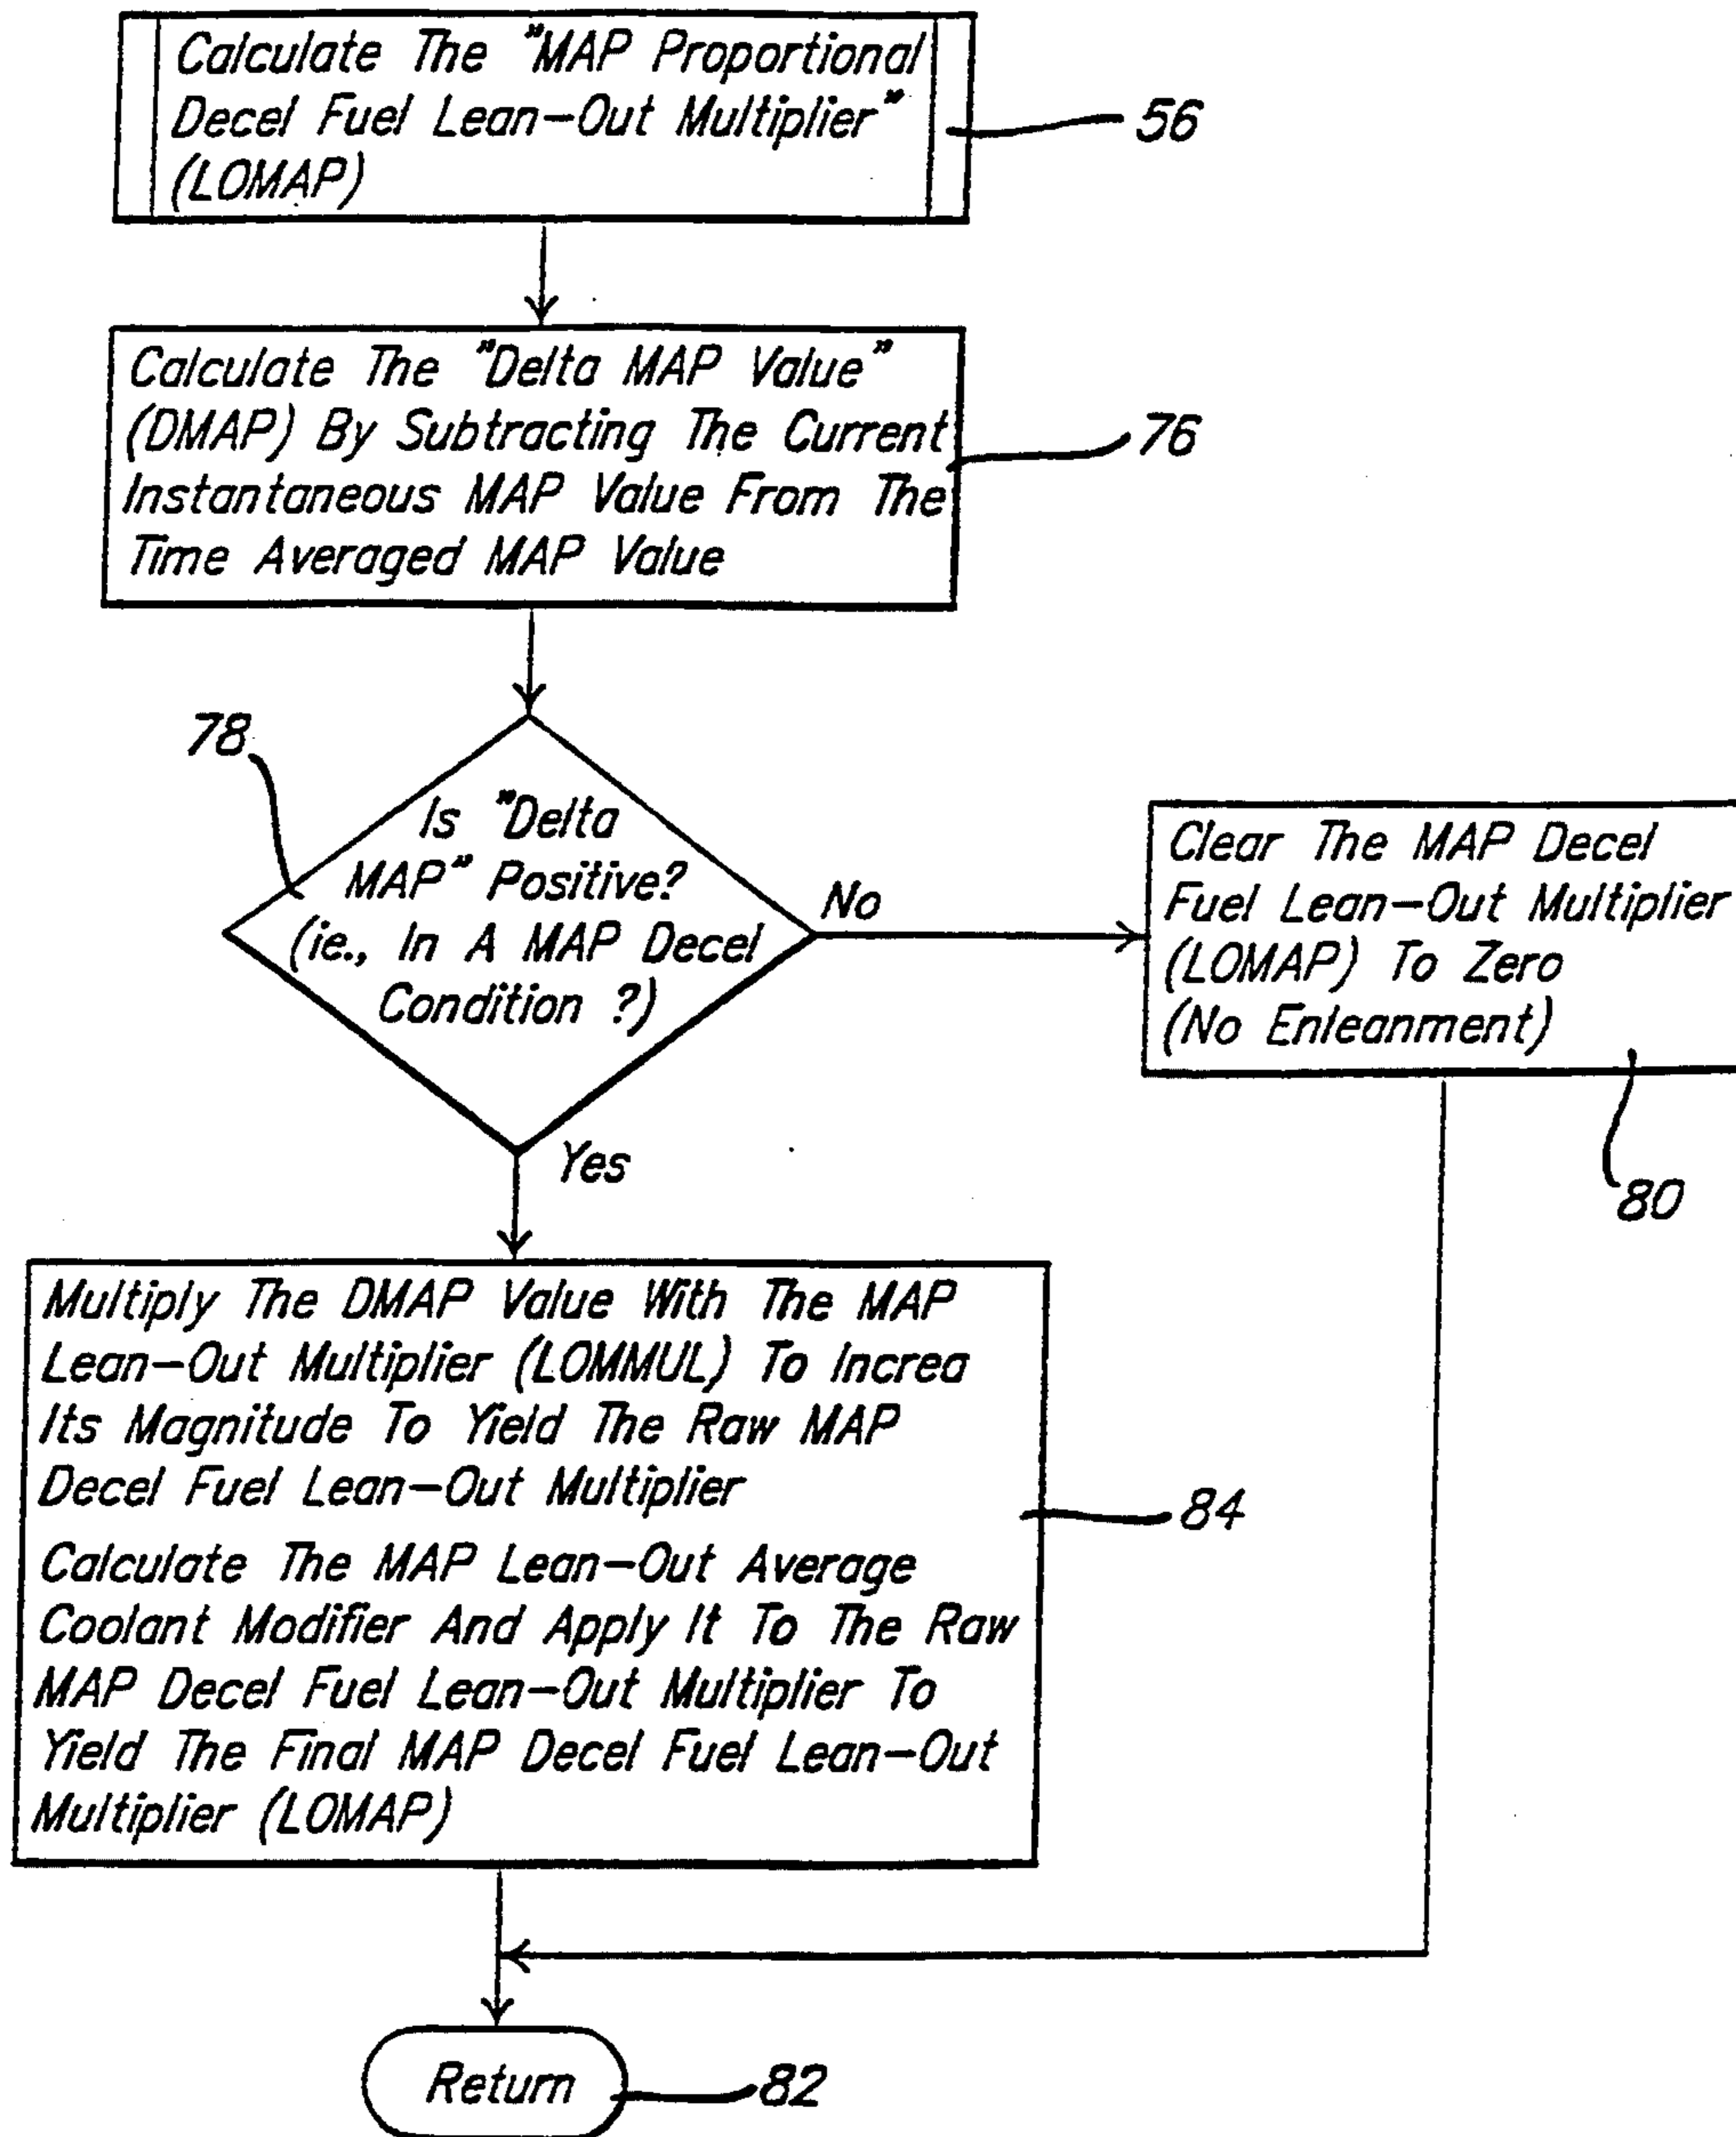 Calculate The "MAP Proportional
Decel Fuel Lean-Out Multiplier"
(LOMAP)
56
Calculate The "Delta MAP Value"
(DMAP) By Subtracting The Current
Instantaneous MAP Value From The
Time Averaged MAP Value
76
78
Is "Delta
MAP" Positive?
(ie., In A MAP Decel
Condition ?)
No
Yes
Clear The MAP Decel
Fuel Lean-Out Multiplier
(LOMAP) To Zero
(No Enleanment)
80
Multiply The DMAP Value With The MAP
Lean-Out Multiplier (LOMMUL) To Increa
Its Magnitude To Yield The Raw MAP
Decel Fuel Lean-Out Multiplier
Calculate The MAP Lean-Out Average
Coolant Modifier And Apply It To The Raw
MAP Decel Fuel Lean-Out Multiplier To
Yield The Final MAP Decel Fuel Lean-Out
Multiplier (LOMAP)
84
Return
82